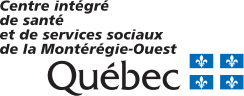 Centre intégré
de santé
et de services sociaux
de la Montérégie-Ouest
Québec